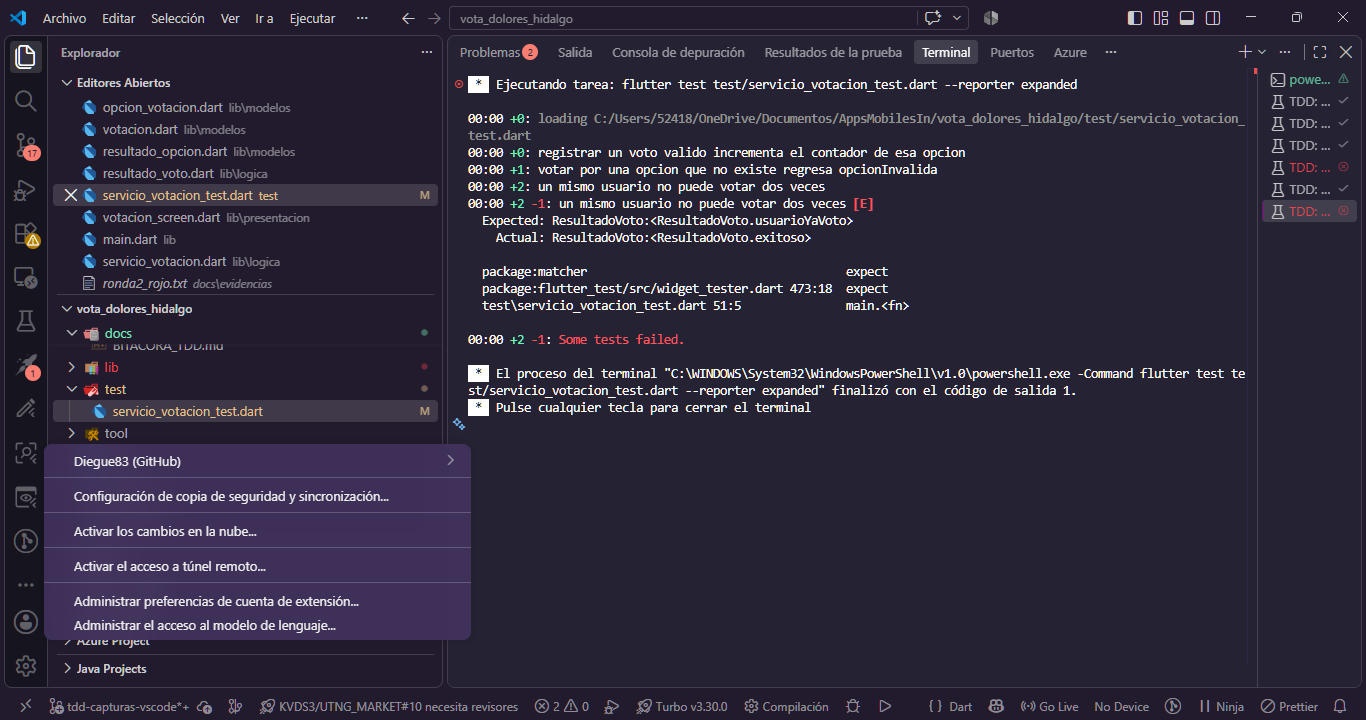 Archivo Editar Selección Ver Ir a Ejecutar ···
vota_dolores_hidalgo
Explorador
Editores Abiertos
opcion_votacion.dart lib\modelos
votacion.dart lib\modelos
resultado_opcion.dart lib\modelos
resultado_voto.dart lib\logica
servicio_votacion_test.dart test M
votacion_screen.dart lib\presentacion
main.dart lib
servicio_votacion.dart lib\logica
ronda2_rojo.txt docs\evidencias
vota_dolores_hidalgo
docs
BITACORA_TDD.md
lib
test
servicio_votacion_test.dart M
tool
17
1
Diegue83 (GitHub)
Configuración de copia de seguridad y sincronización...
Activar los cambios en la nube...
Activar el acceso a túnel remoto...
Administrar preferencias de cuenta de extensión...
Administrar el acceso al modelo de lenguaje...
Azure Project
Java Projects
Problemas 2 Salida Consola de depuración Resultados de la prueba Terminal Puertos Azure ···
* Ejecutando tarea: flutter test test/servicio_votacion_test.dart --reporter expanded
00:00 +0: loading C:/Users/52418/OneDrive/Documentos/AppsMobilesIn/vota_dolores_hidalgo/test/servicio_votacion_
test.dart
00:00 +0: registrar un voto valido incrementa el contador de esa opcion
00:00 +1: votar por una opcion que no existe regresa opcionInvalida
00:00 +2: un mismo usuario no puede votar dos veces
00:00 +2 -1: un mismo usuario no puede votar dos veces [E]
Expected: ResultadoVoto:<ResultadoVoto.usuarioYaVoto>
Actual: ResultadoVoto:<ResultadoVoto.exitoso>
package:matcher expect
package:flutter_test/src/widget_tester.dart 473:18 expect
test\servicio_votacion_test.dart 51:5 main.<fn>
00:00 +2 -1: Some tests failed.
* El proceso del terminal "C:\WINDOWS\System32\WindowsPowerShell\v1.0\powershell.exe -Command flutter test te
st/servicio_votacion_test.dart --reporter expanded" finalizó con el código de salida 1.
* Pulse cualquier tecla para cerrar el terminal
powe...
TDD: ...
TDD: ...
TDD: ...
TDD: ...
TDD: ...
TDD: ...
tdd-capturas-vscode*+ KVDS3/UTNG_MARKET#10 necesita revisores 2 0 Turbo v3.30.0 Compilación {} Dart Go Live No Device Ninja Prettier